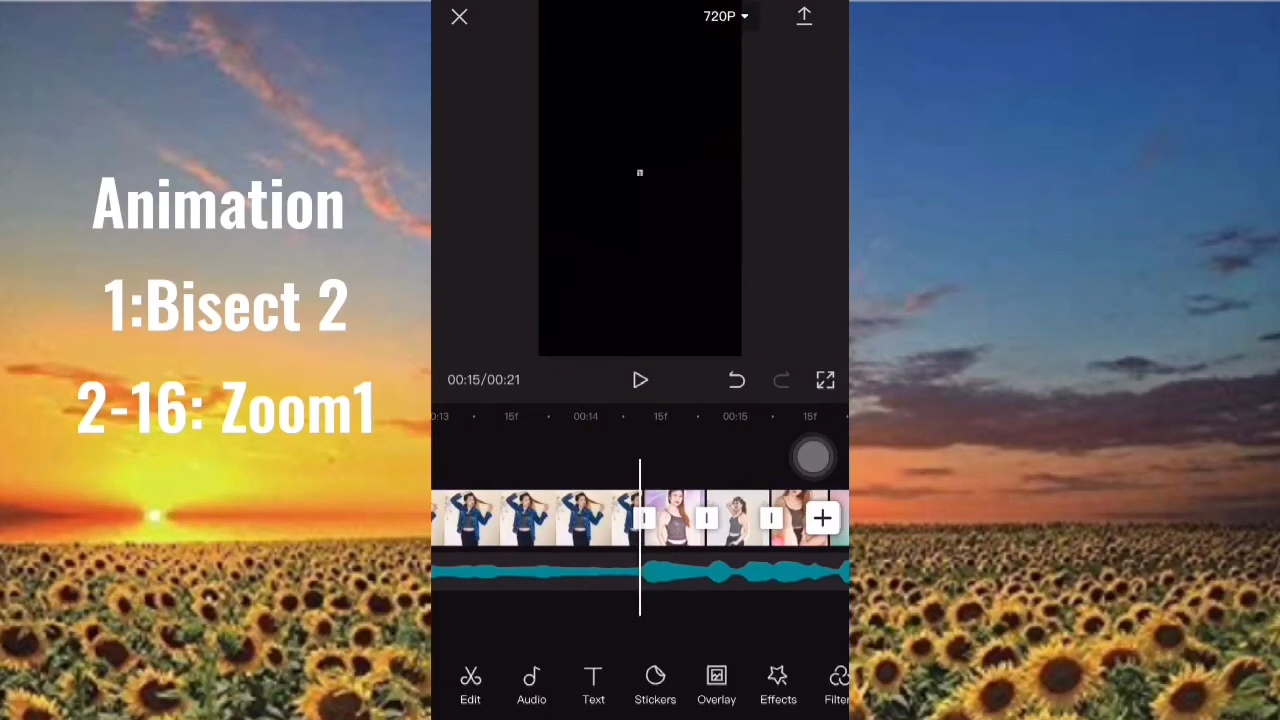 Animation
1:Bisect 2
2-16: Zoom1
720P
00:15/00:21
0:13 15f 00:14 15f 00:15 15f
Edit Audio Text Stickers Overlay Effects Filter